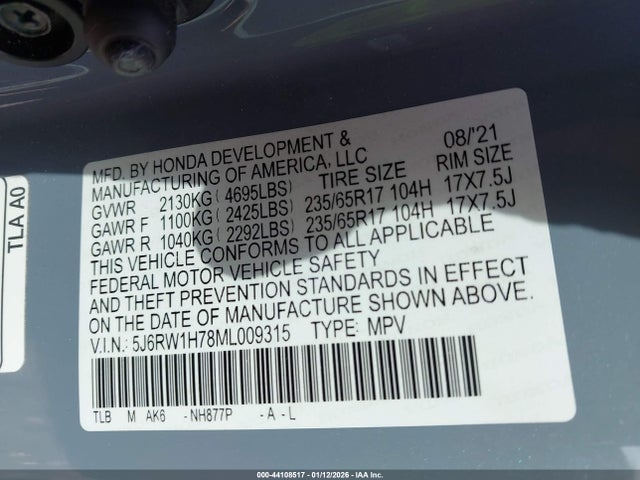 MFD. BY HONDA DEVELOPMENT &
MANUFACTURING OF AMERICA, LLC
08/'21
GVWR 2130KG ( 4695LBS) TIRE SIZE RIM SIZE
GAWR F 1100KG ( 2425LBS) 235/65R17 104H 17X7.5J
GAWR R 1040KG ( 2292LBS) 235/65R17 104H 17X7.5J
THIS VEHICLE CONFORMS TO ALL APPLICABLE
FEDERAL MOTOR VEHICLE SAFETY
AND THEFT PREVENTION STANDARDS IN EFFECT
ON THE DATE OF MANUFACTURE SHOWN ABOVE.
V.I.N.: 5J6RW1H78ML009315 TYPE: MPV
TLB M AK6 -NH877P -A-L
TLA A0
000-44108517 - 01/12/2026 - IAA Inc.